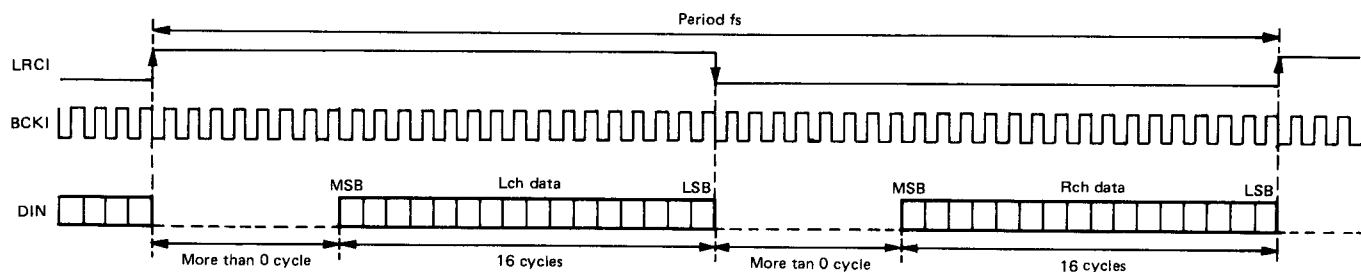 Period fs
LRCI
BCKI
DIN
MSB Lch data LSB MSB Rch data LSB
More than 0 cycle 16 cycles More tan 0 cycle 16 cycles